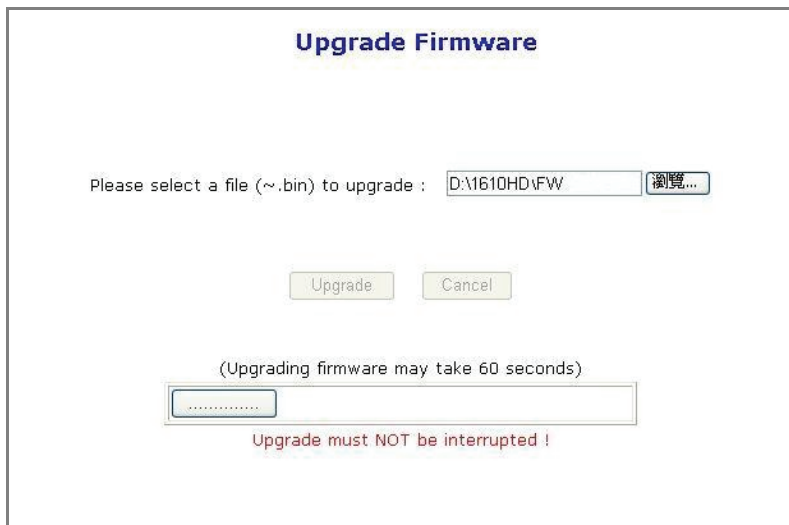 Upgrade Firmware
Please select a file (~.bin) to upgrade : D:\1610HD\FW 瀏覽...
Upgrade Cancel
(Upgrading firmware may take 60 seconds)
..............
Upgrade must NOT be interrupted !